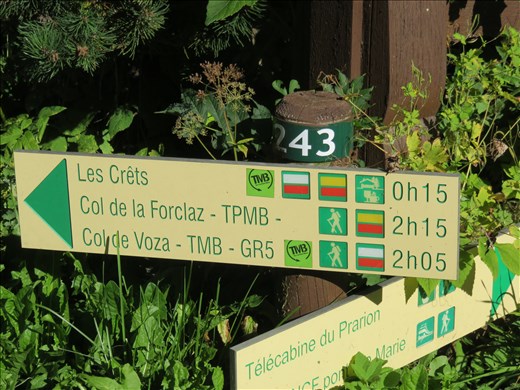 243
Les Crêts TMB 0h15
Col de la Forclaz - TPMB - 2h15
Col de Voza - TMB - GR5 TMB 2h05
Télécabine du Prarion
Marie